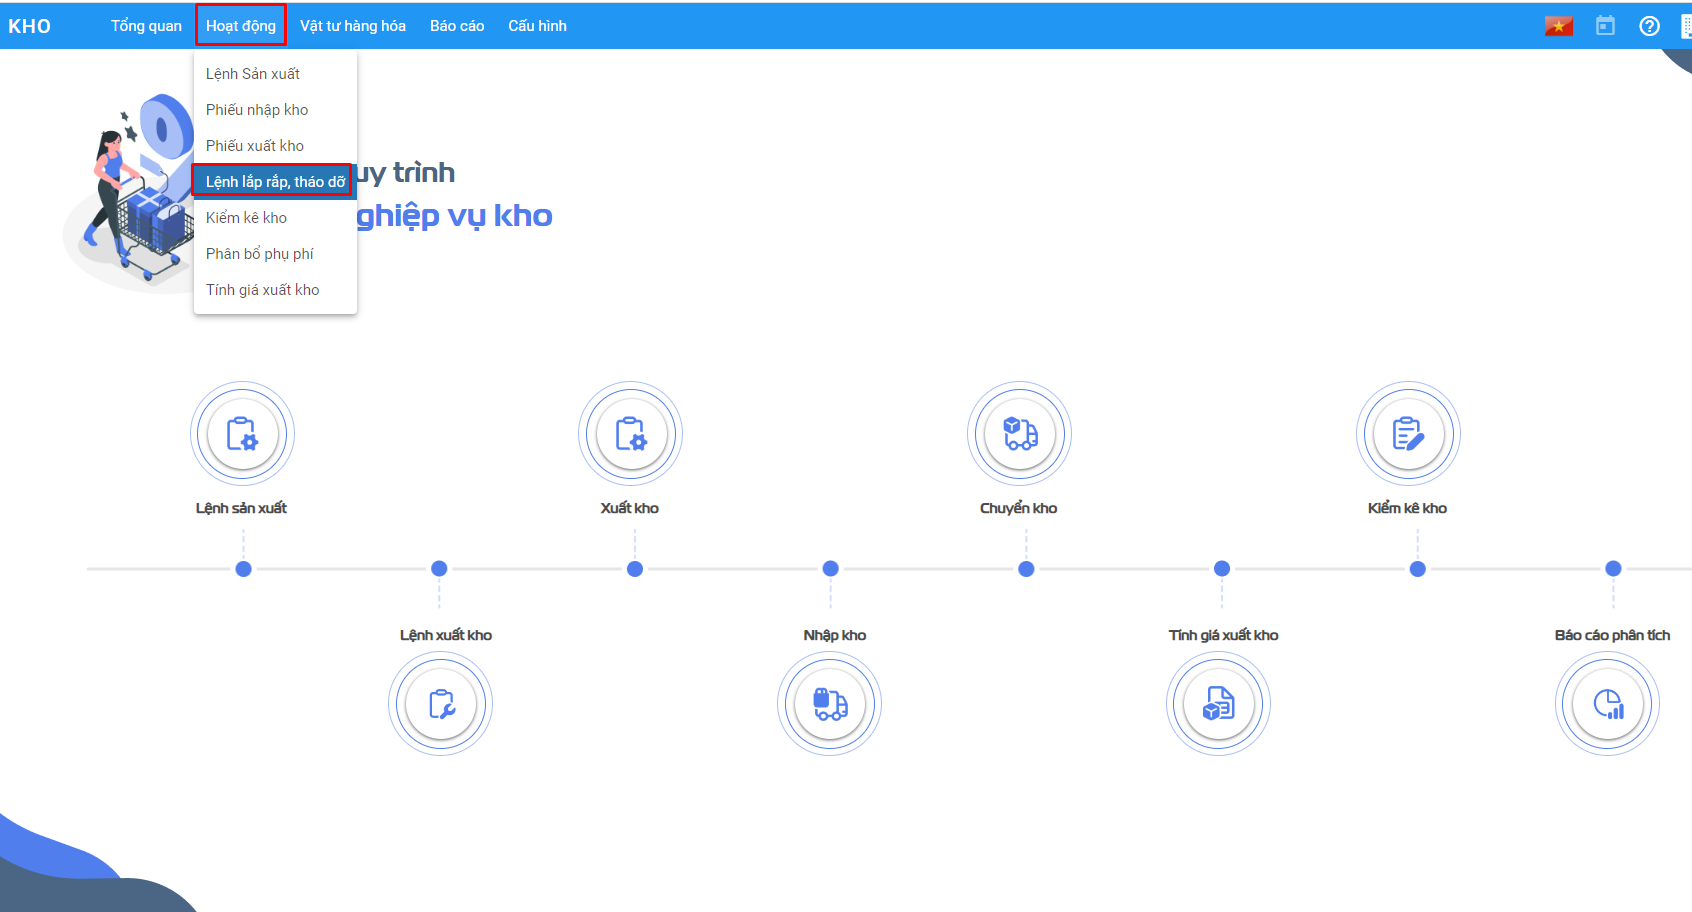 KHO
Tổng quan
Hoạt động
Vật tư hàng hóa
Báo cáo
Cấu hình
Lệnh Sản xuất
Phiếu nhập kho
Phiếu xuất kho
Lệnh lắp rắp, tháo dỡ
Kiểm kê kho
Phân bổ phụ phí
Tính giá xuất kho
uy trình
ghiệp vụ kho
Lệnh sản xuất
Xuất kho
Chuyển kho
Kiểm kê kho
Lệnh xuất kho
Nhập kho
Tính giá xuất kho
Báo cáo phân tích